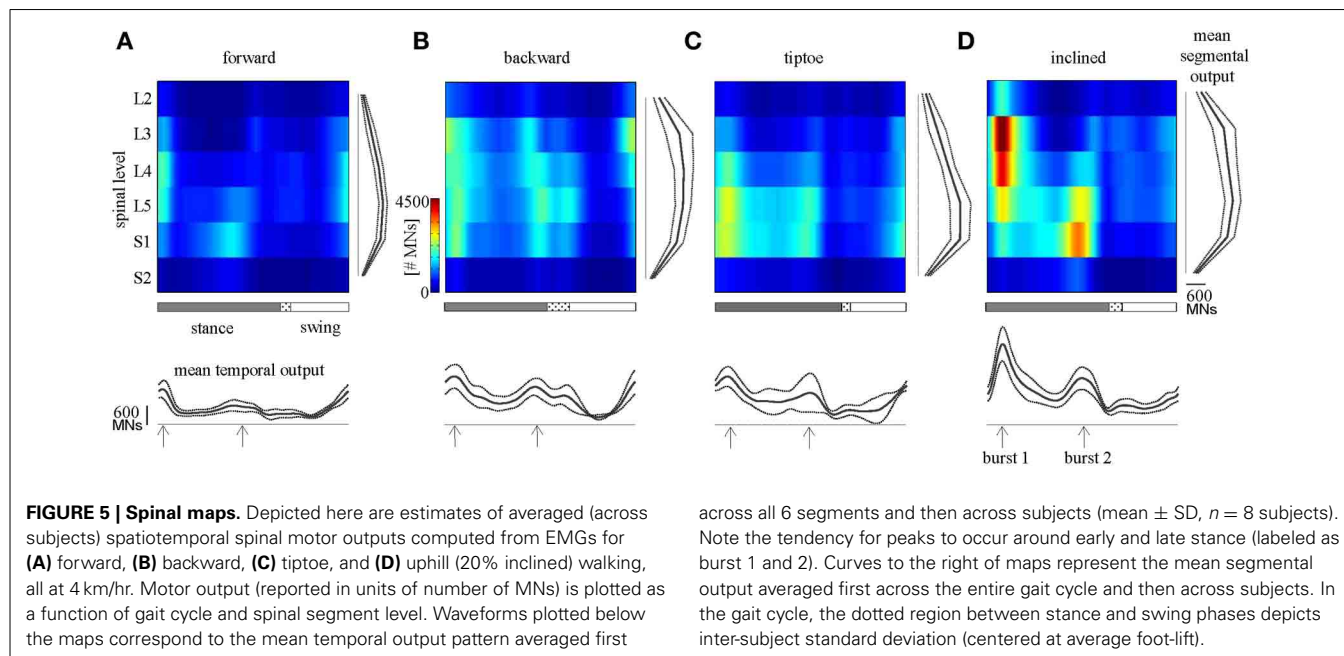 A
B
C
D
forward
backward
tiptoe
inclined
mean
segmental
output
L2
L3
L4
L5
S1
S2
spinal level
4500
[# MNs]
0
600
MNs
stance
swing
mean temporal output
600
MNs
burst 1
burst 2
FIGURE 5 | Spinal maps. Depicted here are estimates of averaged (across
subjects) spatiotemporal spinal motor outputs computed from EMGs for
(A) forward, (B) backward, (C) tiptoe, and (D) uphill (20% inclined) walking,
all at 4 km/hr. Motor output (reported in units of number of MNs) is plotted as
a function of gait cycle and spinal segment level. Waveforms plotted below
the maps correspond to the mean temporal output pattern averaged first
across all 6 segments and then across subjects (mean ± SD, n = 8 subjects).
Note the tendency for peaks to occur around early and late stance (labeled as
burst 1 and 2). Curves to the right of maps represent the mean segmental
output averaged first across the entire gait cycle and then across subjects. In
the gait cycle, the dotted region between stance and swing phases depicts
inter-subject standard deviation (centered at average foot-lift).